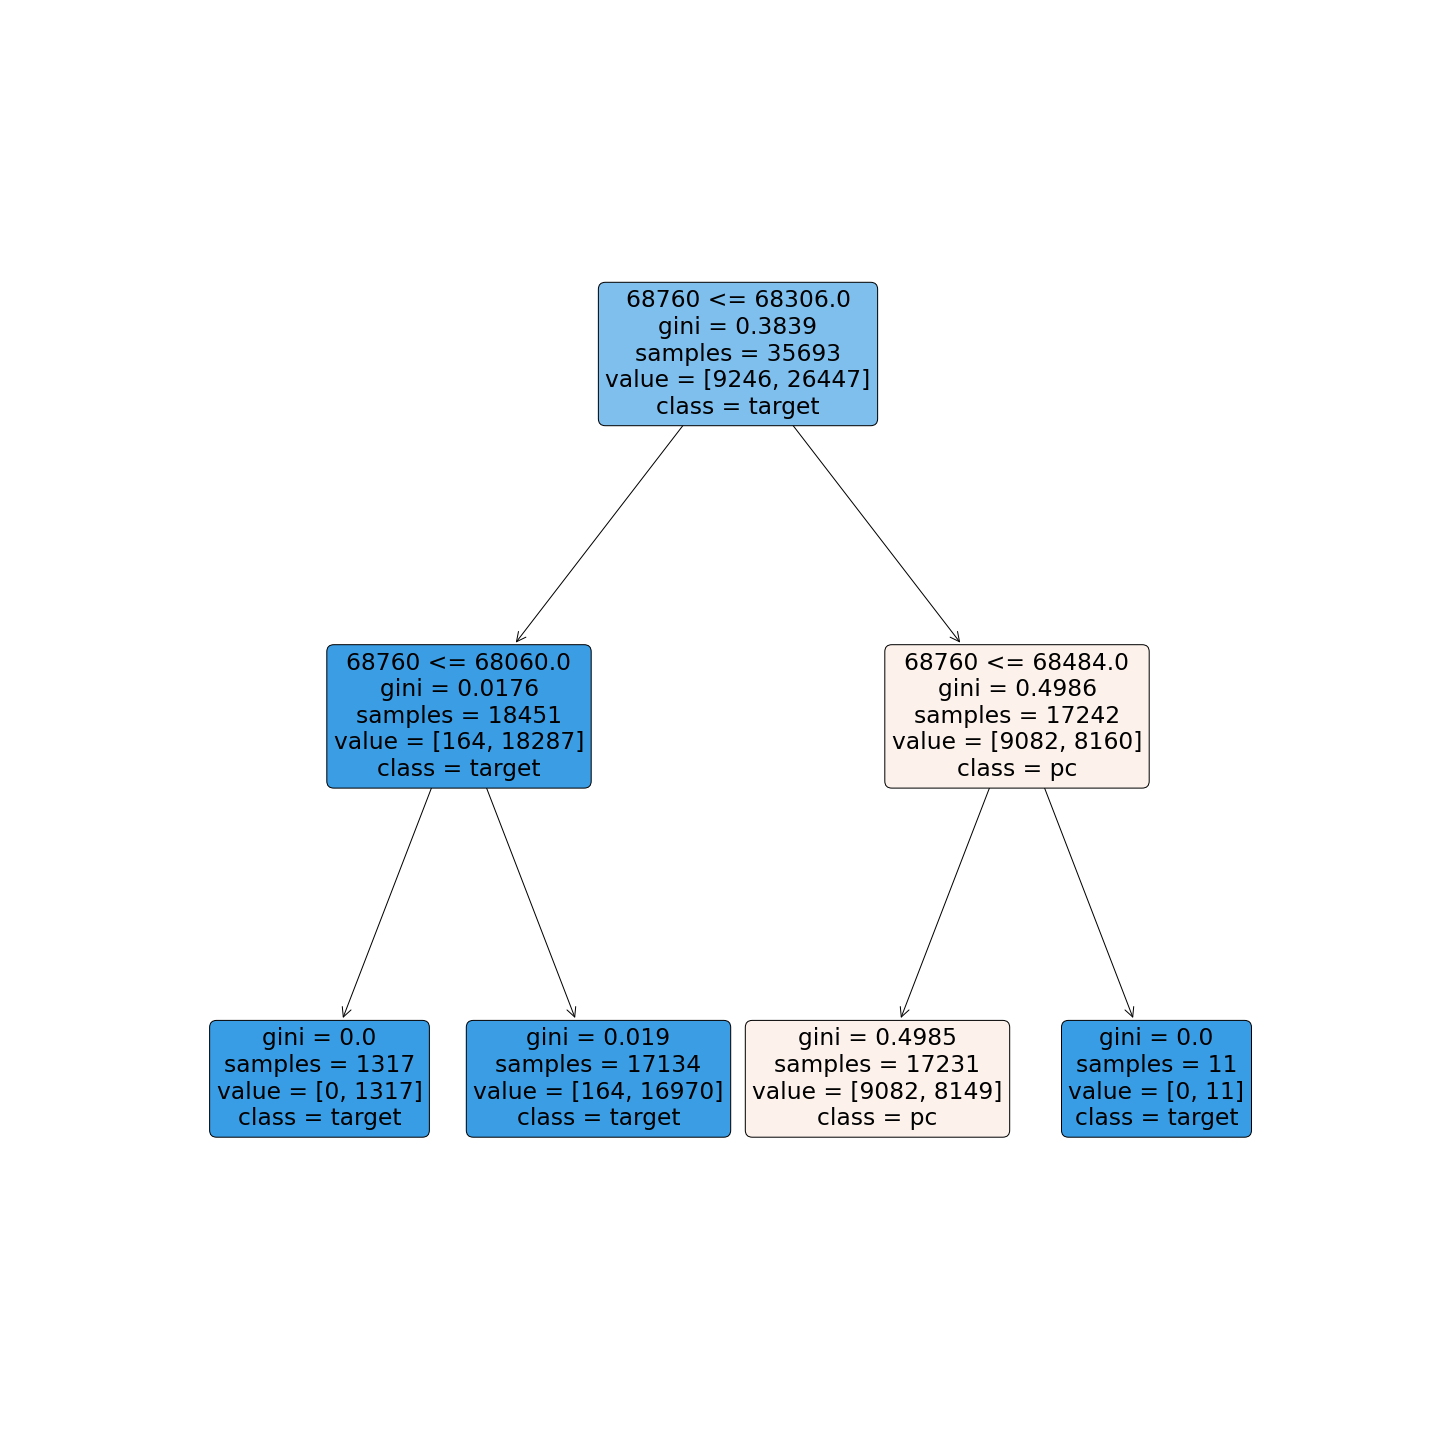 68760 <= 68306.0
gini = 0.3839
samples = 35693
value = [9246, 26447]
class = target
68760 <= 68060.0
gini = 0.0176
samples = 18451
value = [164, 18287]
class = target
68760 <= 68484.0
gini = 0.4986
samples = 17242
value = [9082, 8160]
class = pc
gini = 0.0
samples = 1317
value = [0, 1317]
class = target
gini = 0.019
samples = 17134
value = [164, 16970]
class = target
gini = 0.4985
samples = 17231
value = [9082, 8149]
class = pc
gini = 0.0
samples = 11
value = [0, 11]
class = target